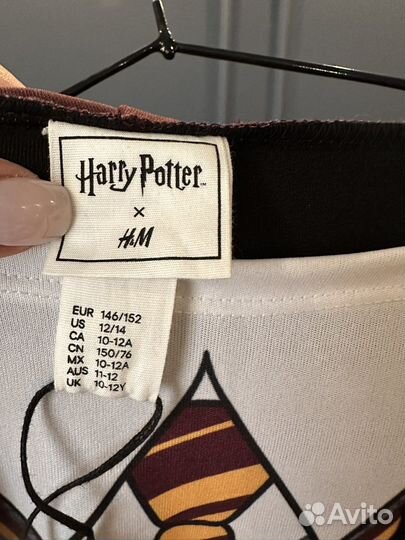 Harry Potter™
×
H&M
EUR 146/152
US 12/14
CA 10-12A
CN 150/76
MX 10-12A
AUS 11-12
UK 10-12Y
Avito